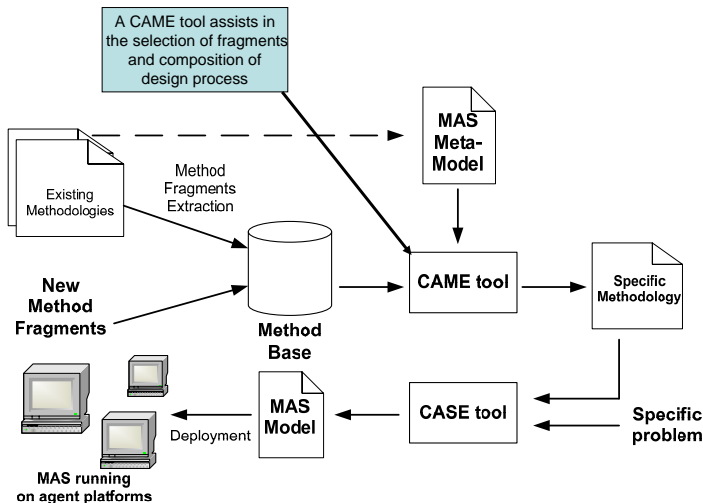 A CAME tool assists in
the selection of fragments
and composition of
design process
MAS
Meta-
Model
Existing
Methodologies
Method
Fragments
Extraction
New
Method
Fragments
Method
Base
CAME tool
Specific
Methodology
MAS running
on agent platforms
Deployment
MAS
Model
CASE tool
Specific
problem